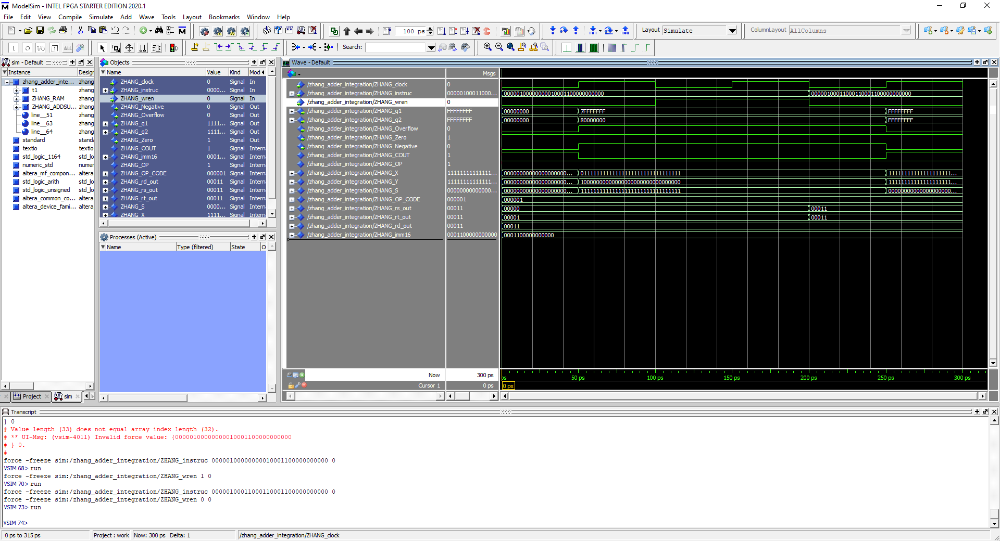 ModelSim - INTEL FPGA STARTER EDITION 2020.1
File Edit View Compile Simulate Add Wave Tools Layout Bookmarks Window Help
100 ps
Layout Simulate
ColumnLayout AllColumns
Search:
sim - Default
Instance Design
zhang_adder_inte... zhang
t1 zhang
ZHANG_RAM zhang
ZHANG_ADDSU... zhang
line__51 zhang
line__63 zhang
line__64 zhang
standard stand
textio textio
std_logic_1164 std_lo
numeric_std nume
altera_mf_compon... altera
std_logic_arith std_lo
std_logic_unsigned std_lo
altera_common_co... altera
altera_device_fami... altera
Project sim
Objects
Name Value Kind Mod
ZHANG_clock 0 Signal In
ZHANG_instruc 0000... Signal In
ZHANG_wren 0 Signal In
ZHANG_Negative 0 Signal Out
ZHANG_Overflow 0 Signal Out
ZHANG_q1 1111... Signal Out
ZHANG_q2 1111... Signal Out
ZHANG_Zero 1 Signal Out
ZHANG_COUT 1 Signal Intern
ZHANG_imm16 0001... Signal Intern
ZHANG_OP 1 Signal Intern
ZHANG_OP_CODE 000001 Signal Intern
ZHANG_rd_out 00011 Signal Intern
ZHANG_rs_out 00011 Signal Intern
ZHANG_rt_out 00011 Signal Intern
ZHANG_S 0000... Signal Intern
ZHANG_X 1111... Signal Intern
Processes (Active)
Name Type (filtered) State O
Wave - Default
Msgs
/zhang_adder_integration/ZHANG_clock 0
/zhang_adder_integration/ZHANG_instruc 00000100011000... 00000100000000010001100000000000 00000100011000110001100000000000
/zhang_adder_integration/ZHANG_wren 0
/zhang_adder_integration/ZHANG_q1 FFFFFFFF 00000000 7FFFFFFF FFFFFFFF
/zhang_adder_integration/ZHANG_q2 FFFFFFFF 00000000 80000000 FFFFFFFF
/zhang_adder_integration/ZHANG_Overflow 0
/zhang_adder_integration/ZHANG_Zero 1
/zhang_adder_integration/ZHANG_Negative 0
/zhang_adder_integration/ZHANG_COUT 1
/zhang_adder_integration/ZHANG_OP 1
/zhang_adder_integration/ZHANG_X
/zhang_adder_integration/ZHANG_Y
/zhang_adder_integration/ZHANG_S
/zhang_adder_integration/ZHANG_OP_CODE 000001 000001
/zhang_adder_integration/ZHANG_rs_out 00011 00000 00011
/zhang_adder_integration/ZHANG_rt_out 00011 00001 00011
/zhang_adder_integration/ZHANG_rd_out 00011 00011
/zhang_adder_integration/ZHANG_imm16 0001100000000000 0001100000000000
Now 300 ps
ps 50 ps 100 ps 150 ps 200 ps 250 ps 300 ps
Cursor 1 0 ps 0 ps
Transcript
} 0
# Value length (33) does not equal array index length (32).
# ** UI-Msg: (vsim-4011) Invalid force value: {00000100000000010001100000000000
# } 0.
#
force -freeze sim:/zhang_adder_integration/ZHANG_instruc 00000100000000010001100000000000 0
VSIM 68> run
force -freeze sim:/zhang_adder_integration/ZHANG_wren 1 0
VSIM 70> run
force -freeze sim:/zhang_adder_integration/ZHANG_instruc 00000100011000110001100000000000 0
force -freeze sim:/zhang_adder_integration/ZHANG_wren 0 0
VSIM 73> run
VSIM 74>
0 ps to 315 ps Project : work Now: 300 ps Delta: 1 /zhang_adder_integration/ZHANG_clock